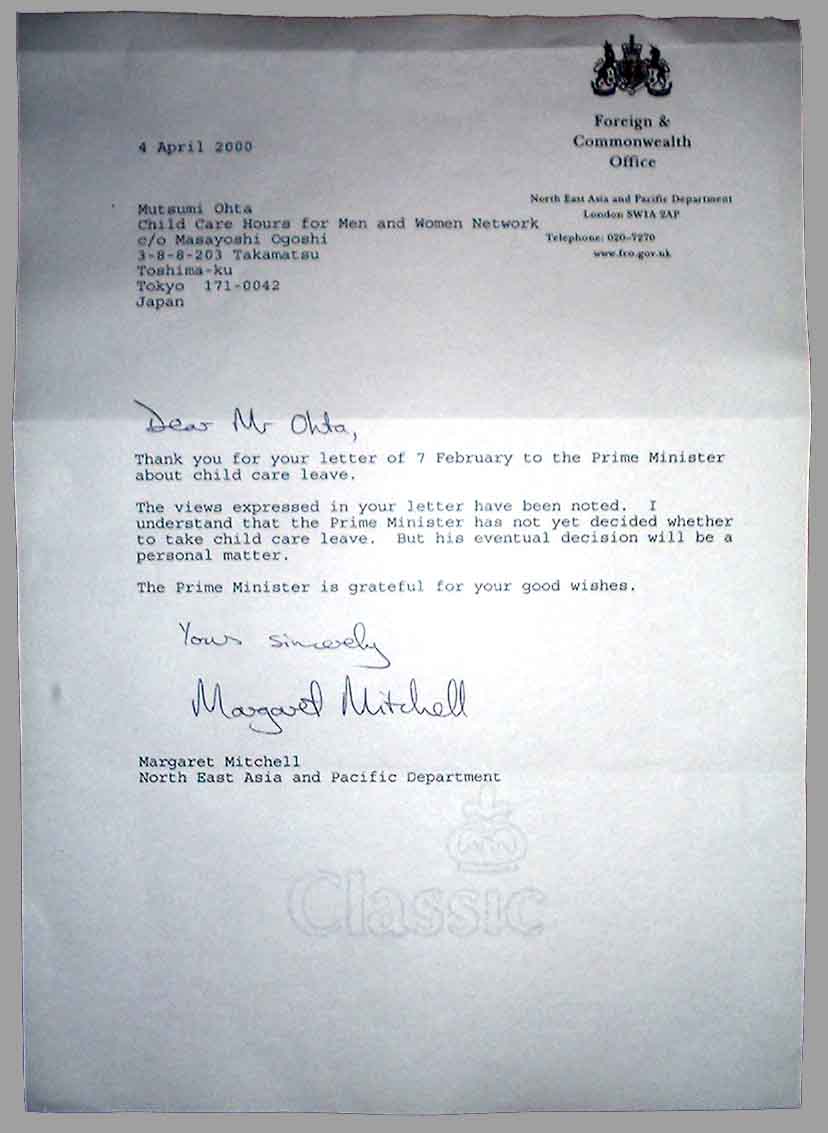 Foreign &
Commonwealth
Office
4 April 2000
North East Asia and Pacific Department
London SW1A 2AP
Telephone: 020-7270
www.fco.gov.uk
Mutsumi Ohta
Child Care Hours for Men and Women Network
c/o Masayoshi Ogoshi
3-8-8-203 Takamatsu
Toshima-ku
Tokyo 171-0042
Japan
Dear Mr Ohta,
Thank you for your letter of 7 February to the Prime Minister
about child care leave.
The views expressed in your letter have been noted. I
understand that the Prime Minister has not yet decided whether
to take child care leave. But his eventual decision will be a
personal matter.
The Prime Minister is grateful for your good wishes.
Yours sincerely
Margaret Mitchell
Margaret Mitchell
North East Asia and Pacific Department
Classic